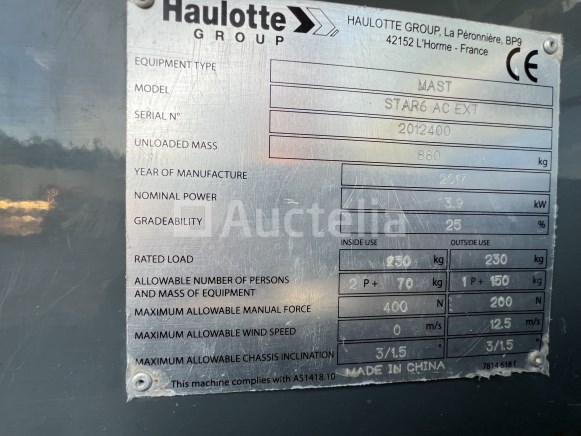 Haulotte
GROUP
HAULOTTE GROUP, La Péronnière, BP9
42152 L'Horme - France
CE
EQUIPMENT TYPE MAST
MODEL STAR6 AC EXT
SERIAL N° 2012400
UNLOADED MASS 880 kg
YEAR OF MANUFACTURE 2017
NOMINAL POWER 3.9 kW
GRADEABILITY 25 %
Auctelia
INSIDE USE OUTSIDE USE
RATED LOAD 230 kg 230 kg
ALLOWABLE NUMBER OF PERSONS
AND MASS OF EQUIPMENT 2 P + 70 kg 1 P + 150 kg
MAXIMUM ALLOWABLE MANUAL FORCE 400 N 200 N
MAXIMUM ALLOWABLE WIND SPEED 0 m/s 12.5 m/s
MAXIMUM ALLOWABLE CHASSIS INCLINATION 3/1.5 ° 3/1.5 °
This machine complies with AS1418.10 MADE IN CHINA